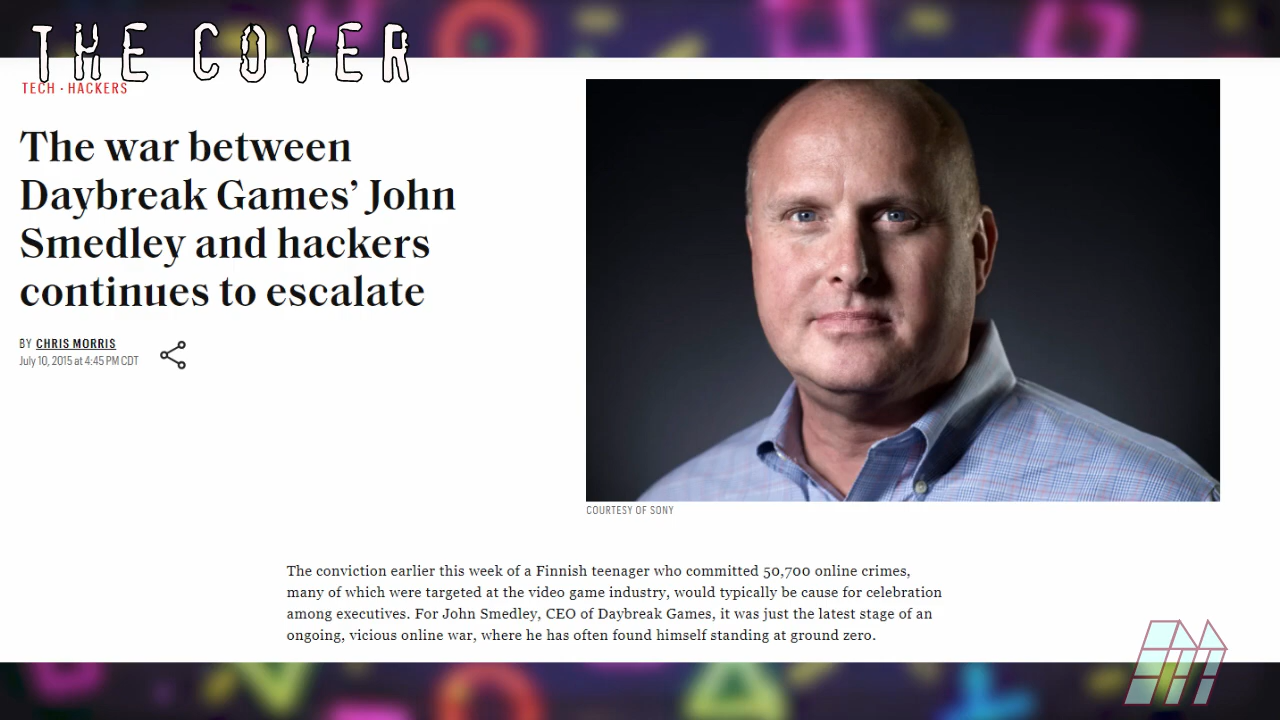 THE COVER
TECH · HACKERS
The war between
Daybreak Games’ John
Smedley and hackers
continues to escalate
BY CHRIS MORRIS
July 10, 2015 at 4:45 PM CDT
COURTESY OF SONY
The conviction earlier this week of a Finnish teenager who committed 50,700 online crimes,
many of which were targeted at the video game industry, would typically be cause for celebration
among executives. For John Smedley, CEO of Daybreak Games, it was just the latest stage of an
ongoing, vicious online war, where he has often found himself standing at ground zero.